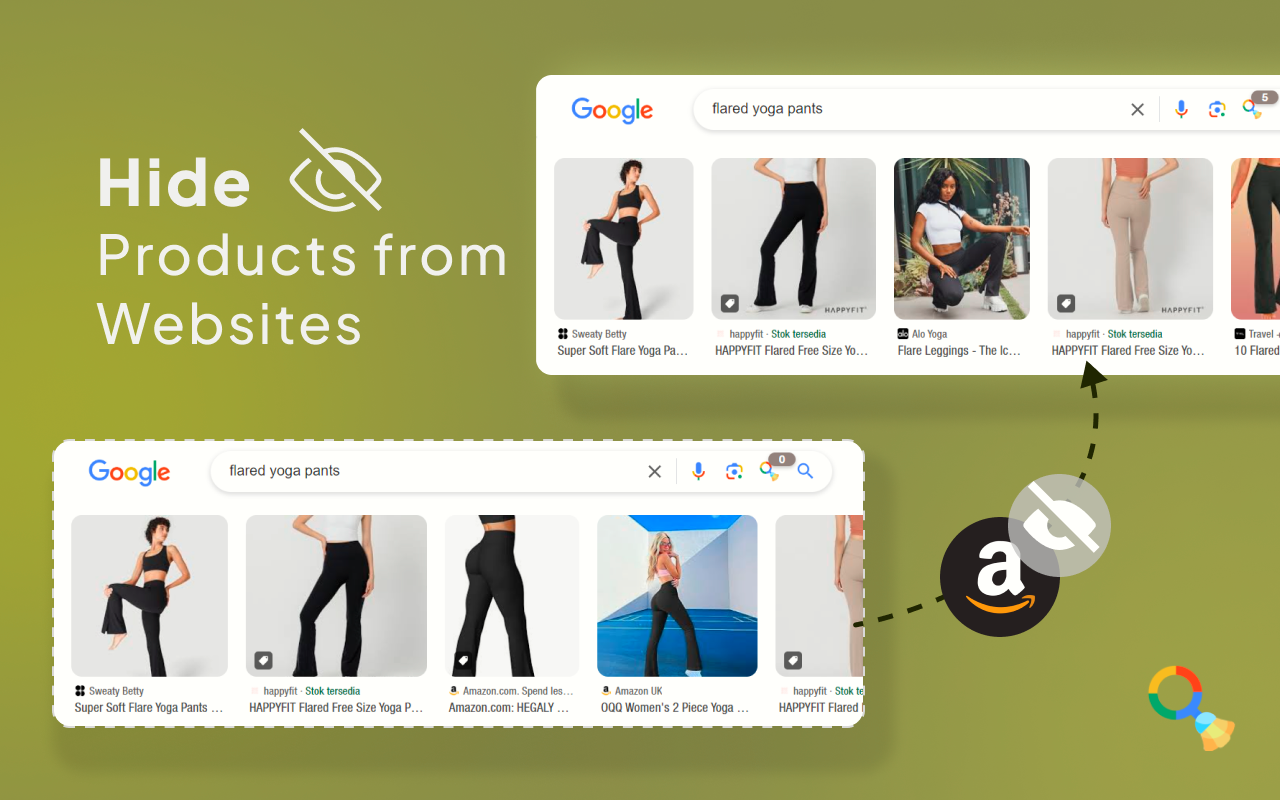 Hide
Products from
Websites
Google
flared yoga pants
5
HAPPYFIT
HAPPYFIT
Sweaty Betty
Super Soft Flare Yoga Pa...
happyfit · Stok tersedia
HAPPYFIT Flared Free Size Yo...
alo
Alo Yoga
Flare Leggings - The Ic...
happyfit · Stok tersedia
HAPPYFIT Flared Free Size Yo...
Travel +
10 Flared
Google
flared yoga pants
0
Sweaty Betty
Super Soft Flare Yoga Pants ...
happyfit · Stok tersedia
HAPPYFIT Flared Free Size Yoga P...
Amazon.com. Spend les...
Amazon.com: HEGALY ...
Amazon UK
OQQ Women's 2 Piece Yoga ...
happyfit · Stok te
HAPPYFIT Flared
a